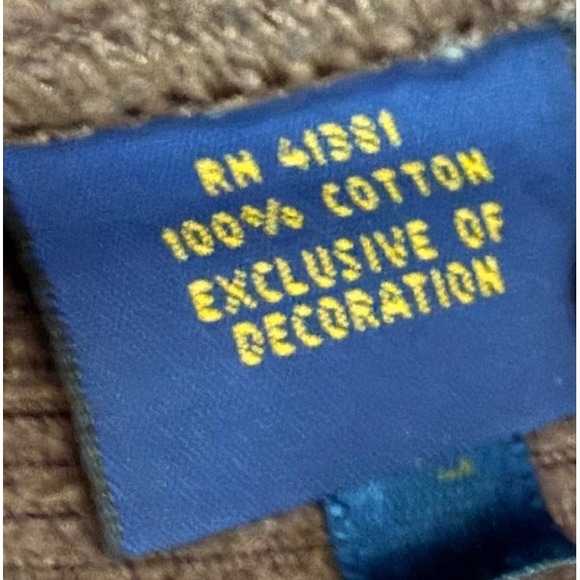 RN 41381
100% COTTON
EXCLUSIVE OF
DECORATION